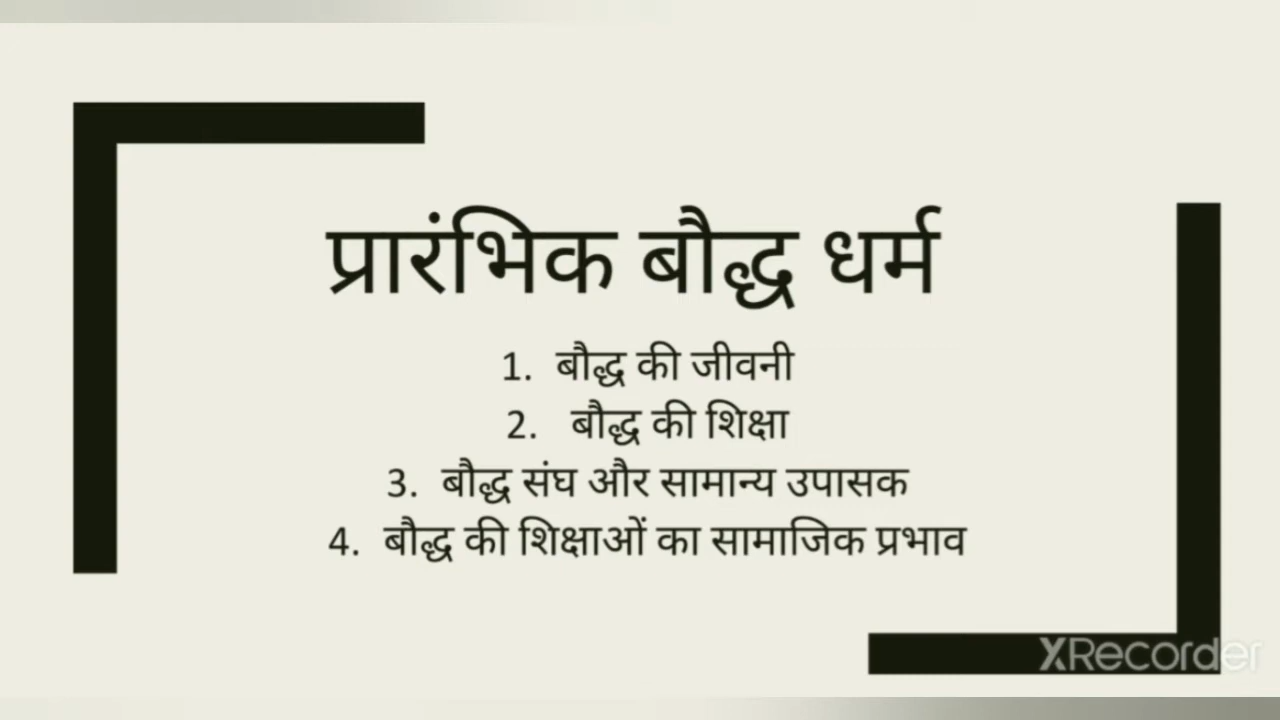 प्रारंभिक बौद्ध धर्म
1. बौद्ध की जीवनी
2. बौद्ध की शिक्षा
3. बौद्ध संघ और सामान्य उपासक
4. बौद्ध की शिक्षाओं का सामाजिक प्रभाव
XRecorder